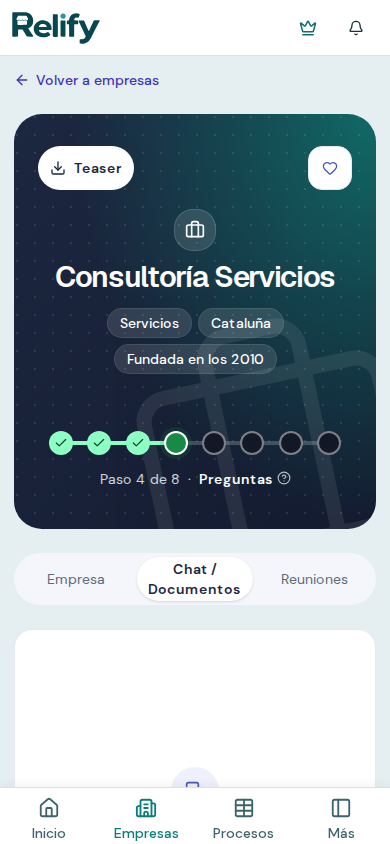 Relify
Volver a empresas
Teaser
Consultoría Servicios
Servicios
Cataluña
Fundada en los 2010
Paso 4 de 8 · Preguntas
Empresa
Chat /
Documentos
Reuniones
Inicio
Empresas
Procesos
Más